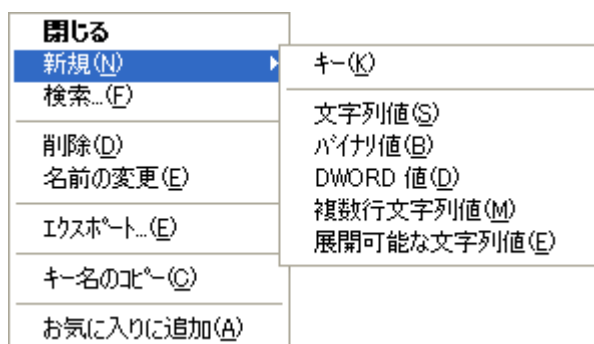 閉じる
新規(N)
検索...(F)
削除(D)
名前の変更(E)
ｴｸｽﾎﾟｰﾄ...(E)
キー名のｺﾋﾟｰ(C)
お気に入りに追加(A)
キー(K)
文字列値(S)
ﾊﾞｲﾅﾘ値(B)
DWORD 値(D)
複数行文字列値(M)
展開可能な文字列値(E)